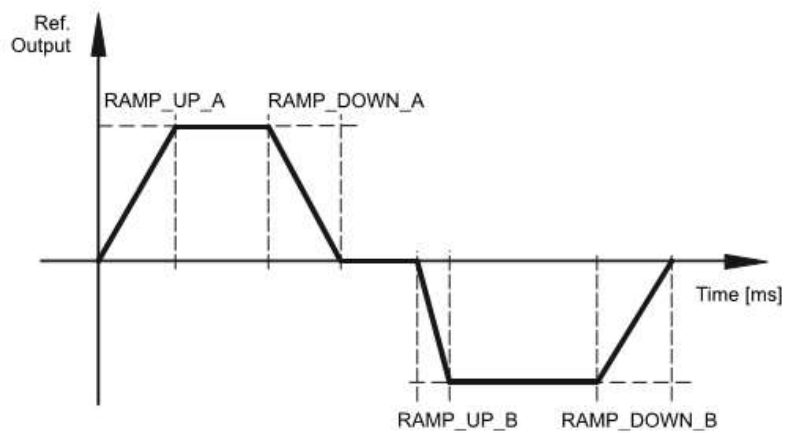 Ref.
Output
RAMP_UP_A
RAMP_DOWN_A
Time [ms]
RAMP_UP_B
RAMP_DOWN_B